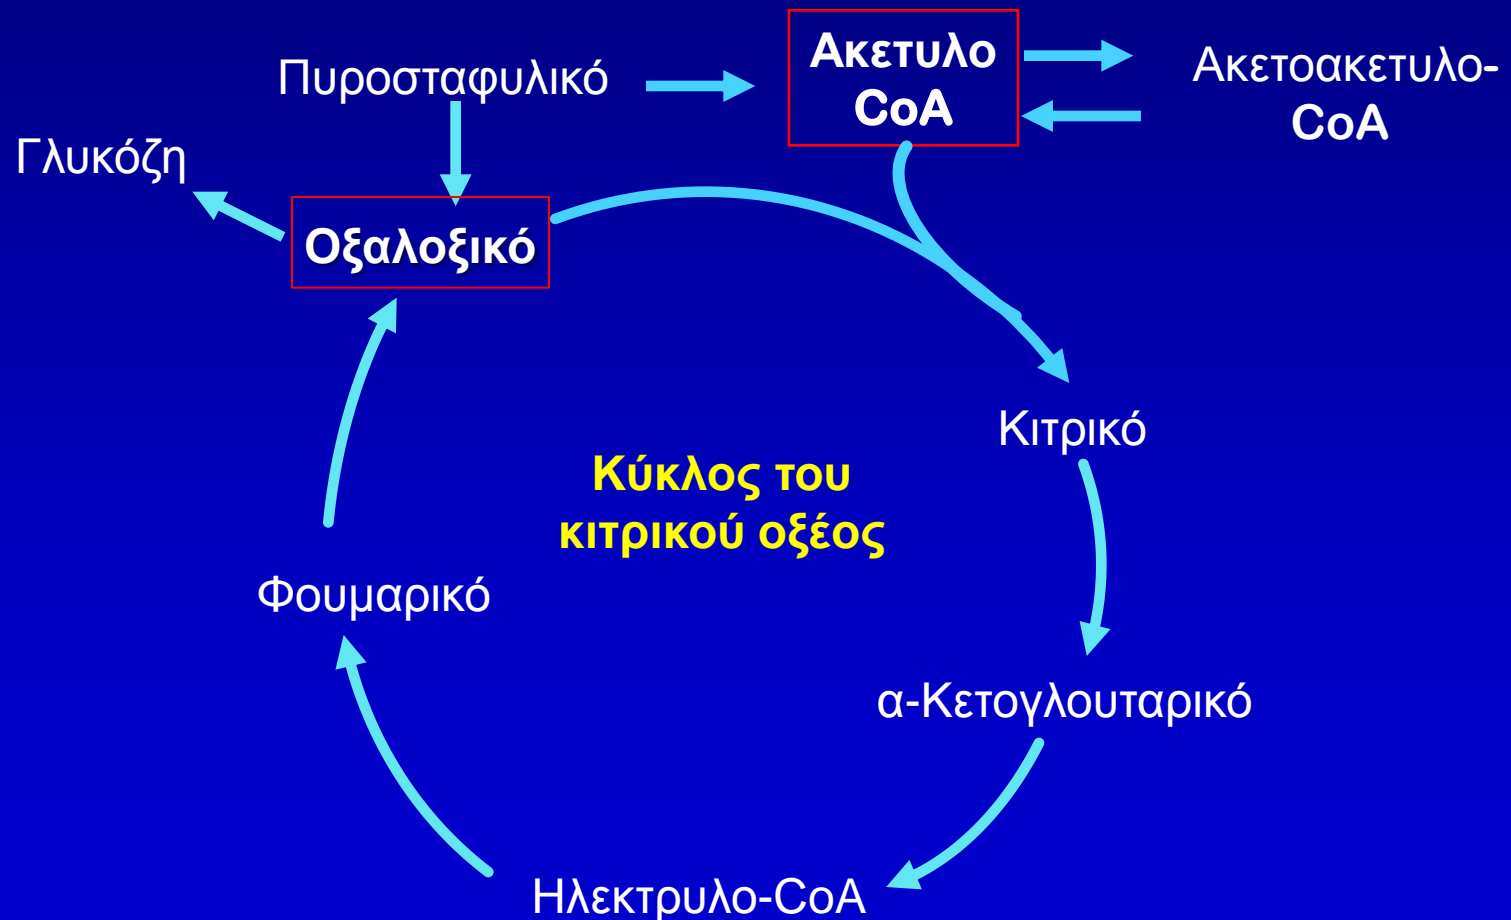 Πυροσταφυλικό
Ακετυλο
CoA
Ακετοακετυλο-
CoA
Γλυκόζη
Οξαλοξικό
Κιτρικό
Κύκλος του
κιτρικού οξέος
Φουμαρικό
α-Κετογλουταρικό
Ηλεκτρυλο-CoA